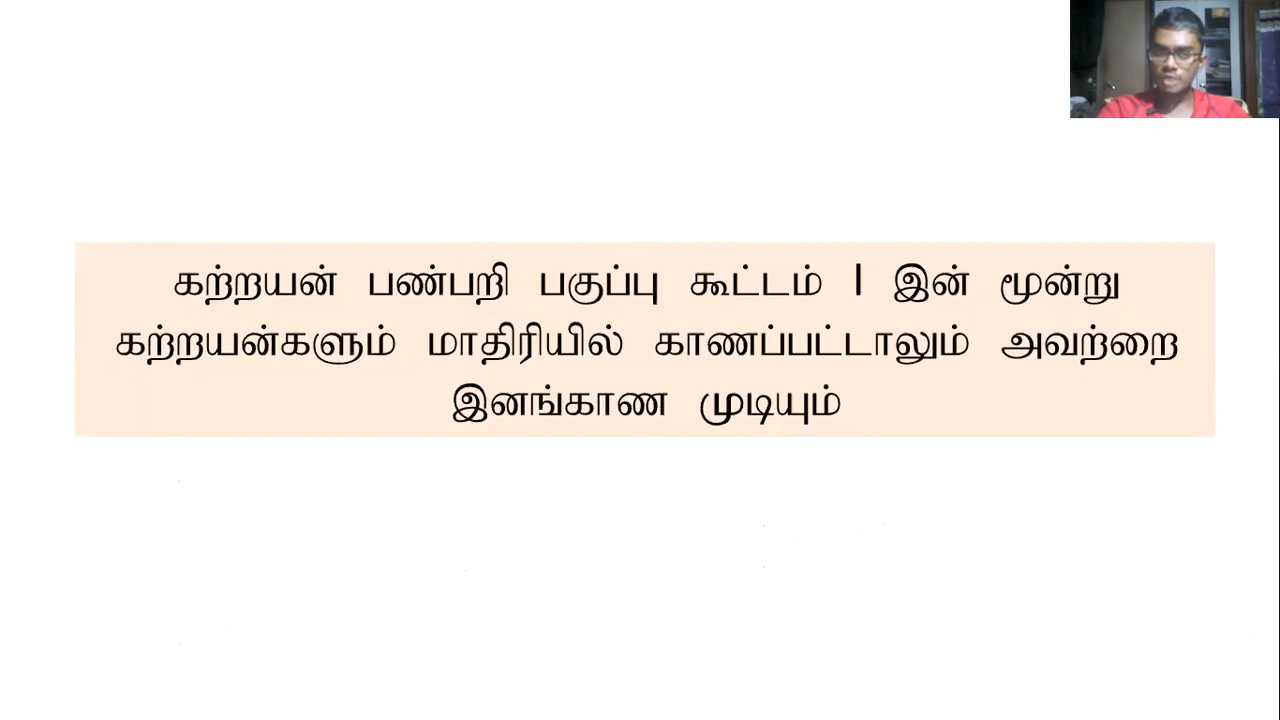 கற்றயன் பண்பறி பகுப்பு கூட்டம் I இன் மூன்று
கற்றயன்களும் மாதிரியில் காணப்பட்டாலும் அவற்றை
இனங்காண முடியும்